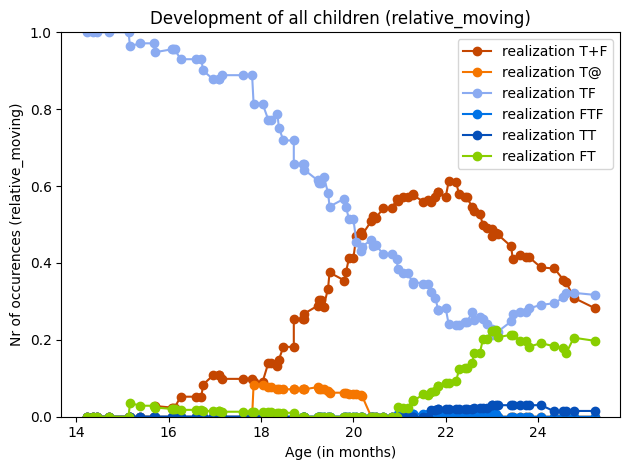 Development of all children (relative_moving)
Nr of occurences (relative_moving)
1.0
0.8
0.6
0.4
0.2
0.0
realization T+F
realization T@
realization TF
realization FTF
realization TT
realization FT
14 16 18 20 22 24
Age (in months)